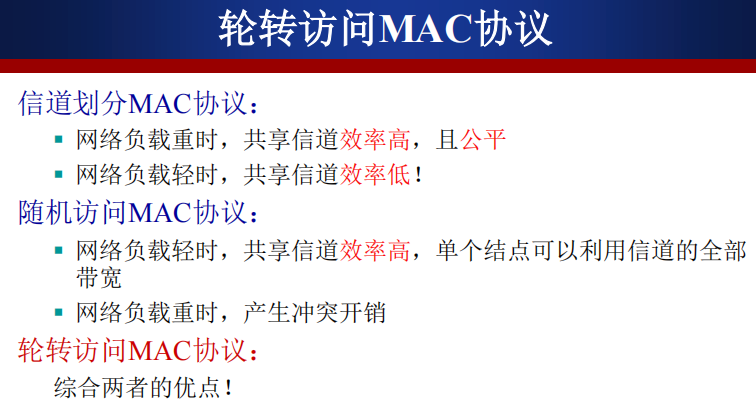 轮转访问MAC协议
信道划分MAC协议：
▪ 网络负载重时，共享信道效率高，且公平
▪ 网络负载轻时，共享信道效率低！
随机访问MAC协议：
▪ 网络负载轻时，共享信道效率高，单个结点可以利用信道的全部
带宽
▪ 网络负载重时，产生冲突开销
轮转访问MAC协议：
综合两者的优点！